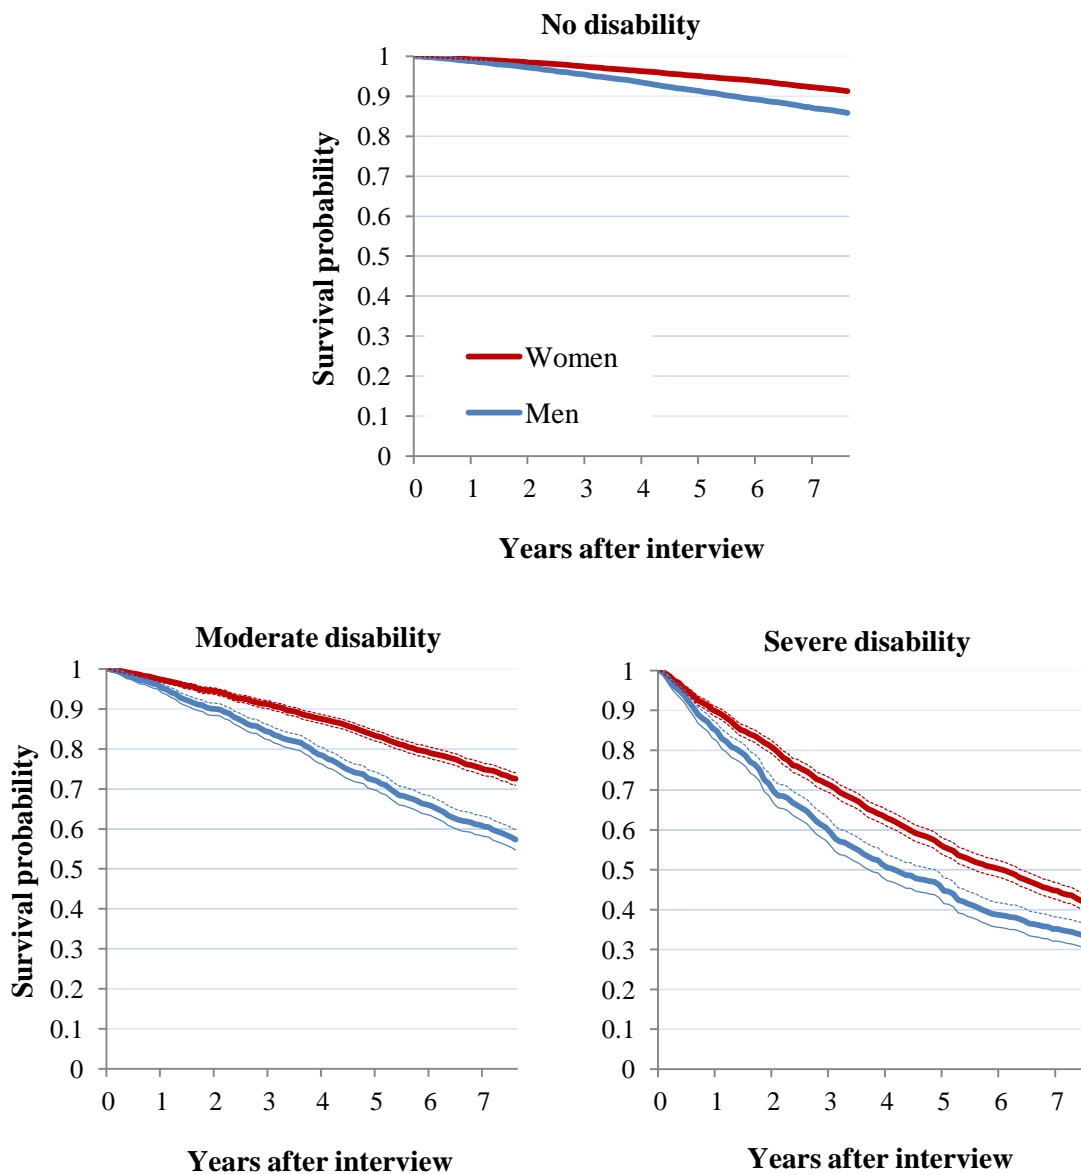 No disability
Survival probability
1
0.9
0.8
0.7
0.6
0.5
0.4
0.3
0.2
0.1
0
Women
Men
0 1 2 3 4 5 6 7
Years after interview
Moderate disability
Survival probability
1
0.9
0.8
0.7
0.6
0.5
0.4
0.3
0.2
0.1
0
0 1 2 3 4 5 6 7
Years after interview
Severe disability
1
0.9
0.8
0.7
0.6
0.5
0.4
0.3
0.2
0.1
0
0 1 2 3 4 5 6 7
Years after interview